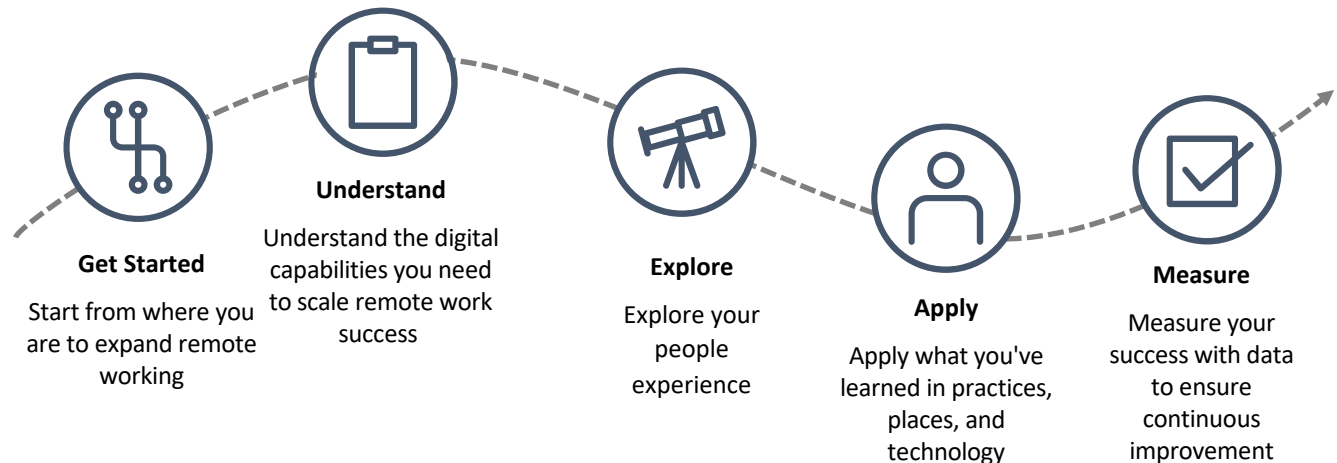 Get Started
Start from where you
are to expand remote
working
Understand
Understand the digital
capabilities you need
to scale remote work
success
Explore
Explore your
people
experience
Apply
Apply what you've
learned in practices,
places, and
technology
Measure
Measure your
success with data
to ensure
continuous
improvement